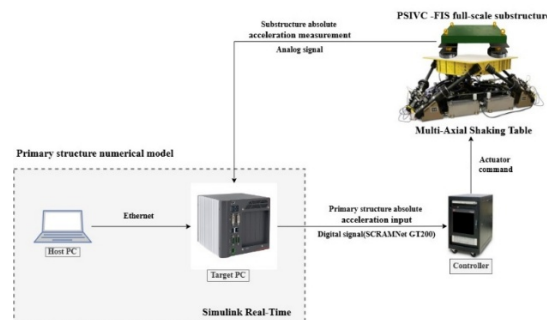 Substructure absolute
acceleration measurement
Analog signal
PSIVC -FIS full-scale substructure
Multi-Axial Shaking Table
Primary structure numerical model
Actuator
command
Ethernet
Primary structure absolute
acceleration input
Digital signal(SCRAMNet GT200)
Host PC
Target PC
Controller
Simulink Real-Time